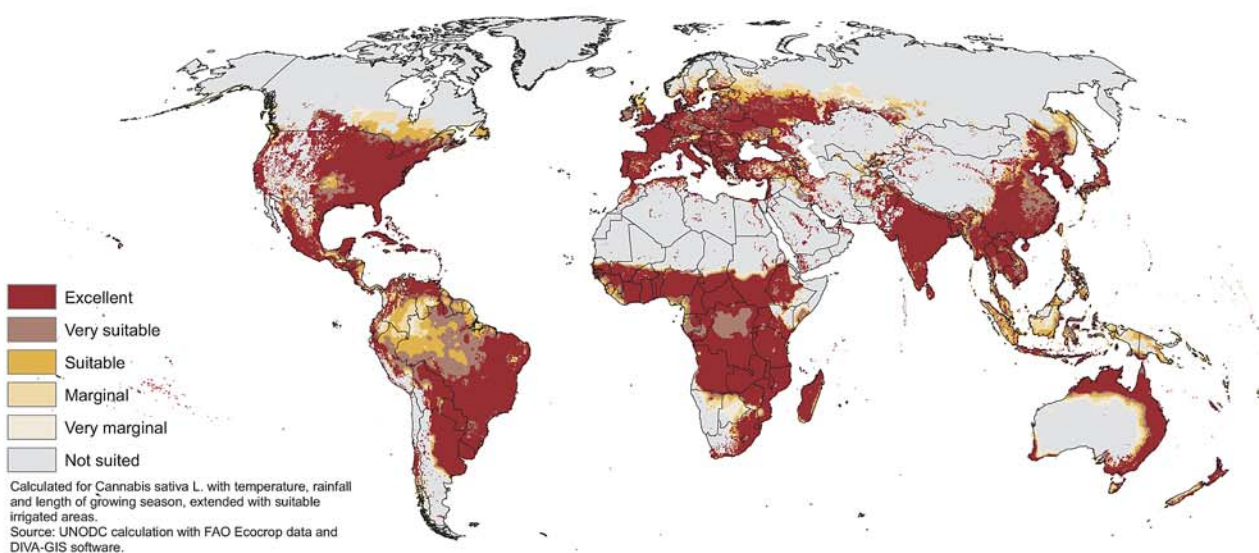 Excellent
Very suitable
Suitable
Marginal
Very marginal
Not suited
Calculated for Cannabis sativa L. with temperature, rainfall
and length of growing season, extended with suitable
irrigated areas.
Source: UNODC calculation with FAO Ecocrop data and
DIVA-GIS software.